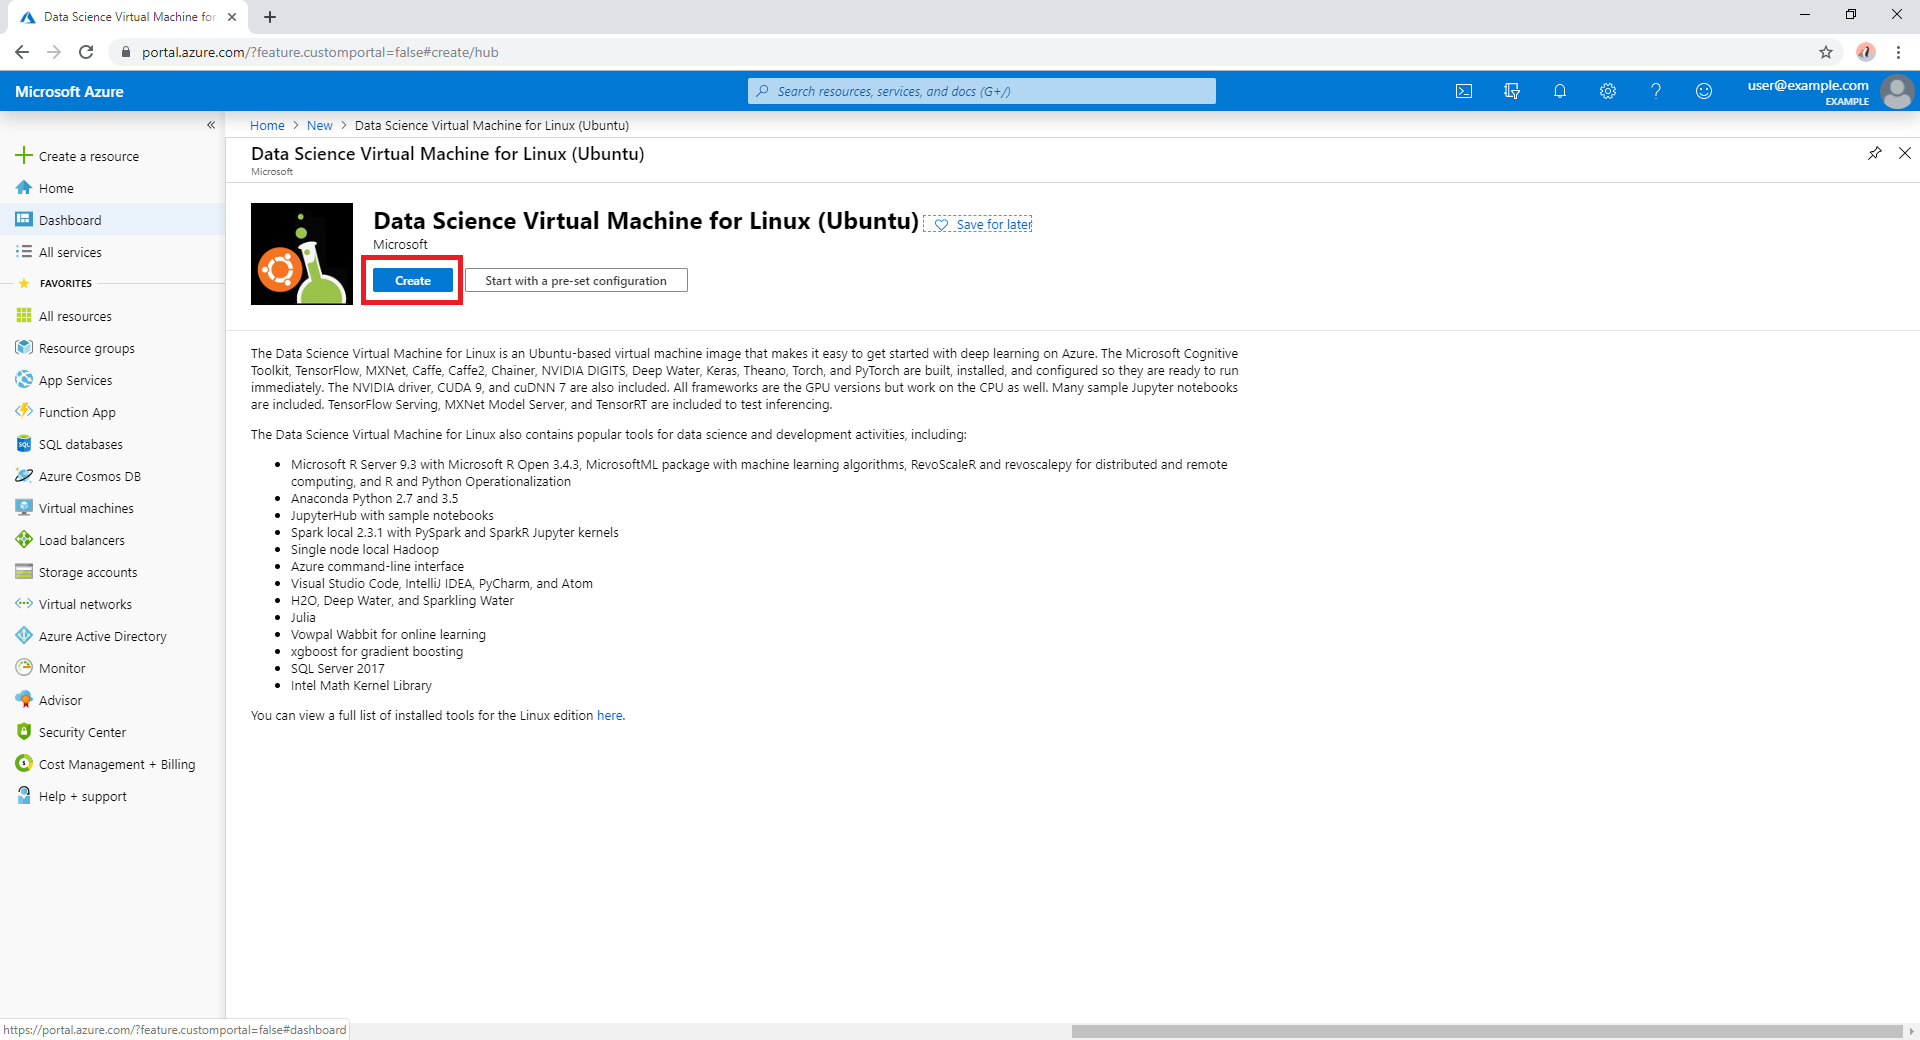 Data Science Virtual Machine for
portal.azure.com/?feature.customportal=false#create/hub
Microsoft Azure
Search resources, services, and docs (G+/)
user@example.com
EXAMPLE
Create a resource
Home
Dashboard
All services
FAVORITES
All resources
Resource groups
App Services
Function App
SQL databases
Azure Cosmos DB
Virtual machines
Load balancers
Storage accounts
Virtual networks
Azure Active Directory
Monitor
Advisor
Security Center
Cost Management + Billing
Help + support
Home > New > Data Science Virtual Machine for Linux (Ubuntu)
Data Science Virtual Machine for Linux (Ubuntu)
Microsoft
Data Science Virtual Machine for Linux (Ubuntu)
Save for later
Microsoft
Create
Start with a pre-set configuration
The Data Science Virtual Machine for Linux is an Ubuntu-based virtual machine image that makes it easy to get started with deep learning on Azure. The Microsoft Cognitive
Toolkit, TensorFlow, MXNet, Caffe, Caffe2, Chainer, NVIDIA DIGITS, Deep Water, Keras, Theano, Torch, and PyTorch are built, installed, and configured so they are ready to run
immediately. The NVIDIA driver, CUDA 9, and cuDNN 7 are also included. All frameworks are the GPU versions but work on the CPU as well. Many sample Jupyter notebooks
are included. TensorFlow Serving, MXNet Model Server, and TensorRT are included to test inferencing.
The Data Science Virtual Machine for Linux also contains popular tools for data science and development activities, including:
• Microsoft R Server 9.3 with Microsoft R Open 3.4.3, MicrosoftML package with machine learning algorithms, RevoScaleR and revoscalepy for distributed and remote
computing, and R and Python Operationalization
• Anaconda Python 2.7 and 3.5
• JupyterHub with sample notebooks
• Spark local 2.3.1 with PySpark and SparkR Jupyter kernels
• Single node local Hadoop
• Azure command-line interface
• Visual Studio Code, IntelliJ IDEA, PyCharm, and Atom
• H2O, Deep Water, and Sparkling Water
• Julia
• Vowpal Wabbit for online learning
• xgboost for gradient boosting
• SQL Server 2017
• Intel Math Kernel Library
You can view a full list of installed tools for the Linux edition here.
https://portal.azure.com/?feature.customportal=false#dashboard